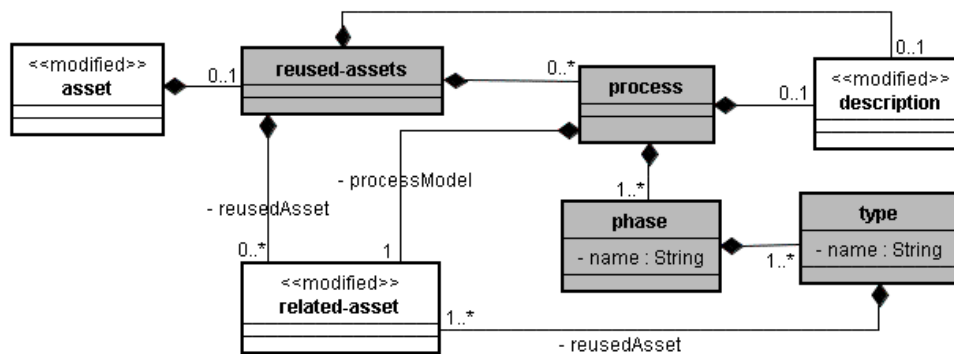 <<modified>>
asset
0..1
reused-assets
0..*
process
0..1
0..1
<<modified>>
description
- processModel
- reusedAsset
1..*
phase
- name : String
1..*
type
- name : String
0..*
1
<<modified>>
related-asset
1..*
- reusedAsset